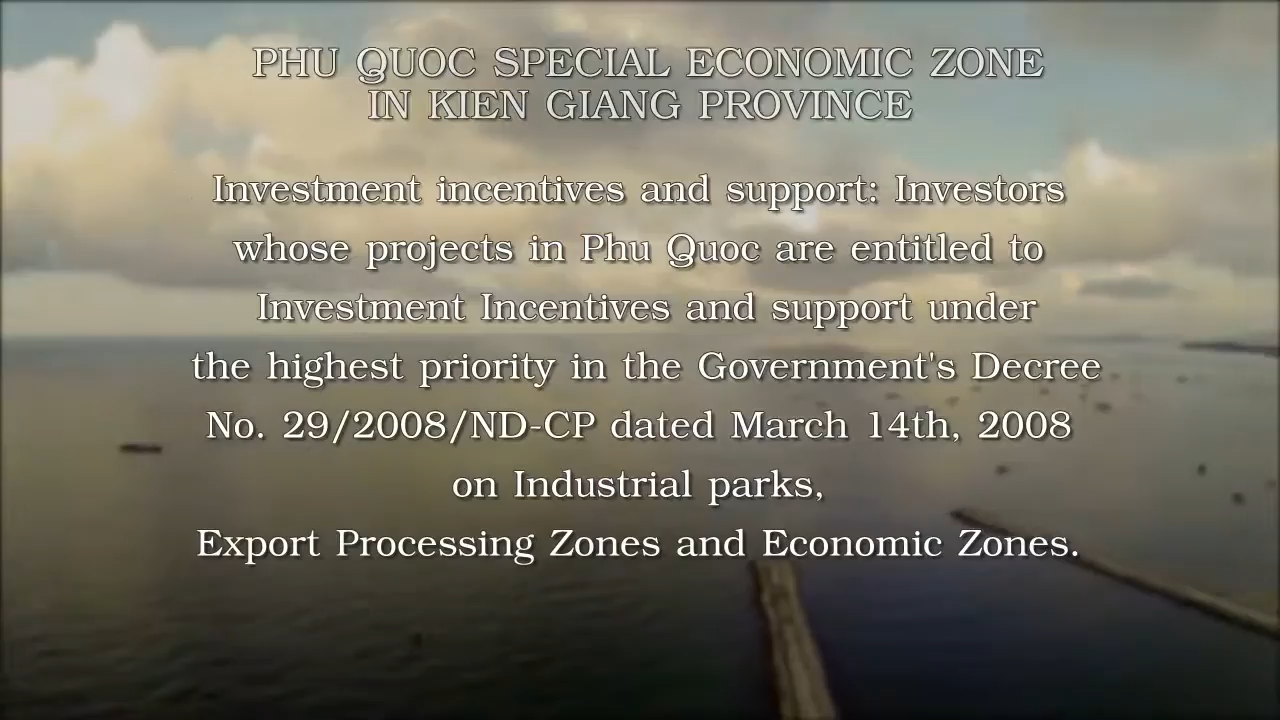 PHU QUOC SPECIAL ECONOMIC ZONE
IN KIEN GIANG PROVINCE
Investment incentives and support: Investors
whose projects in Phu Quoc are entitled to
Investment Incentives and support under
the highest priority in the Government's Decree
No. 29/2008/ND-CP dated March 14th, 2008
on Industrial parks,
Export Processing Zones and Economic Zones.